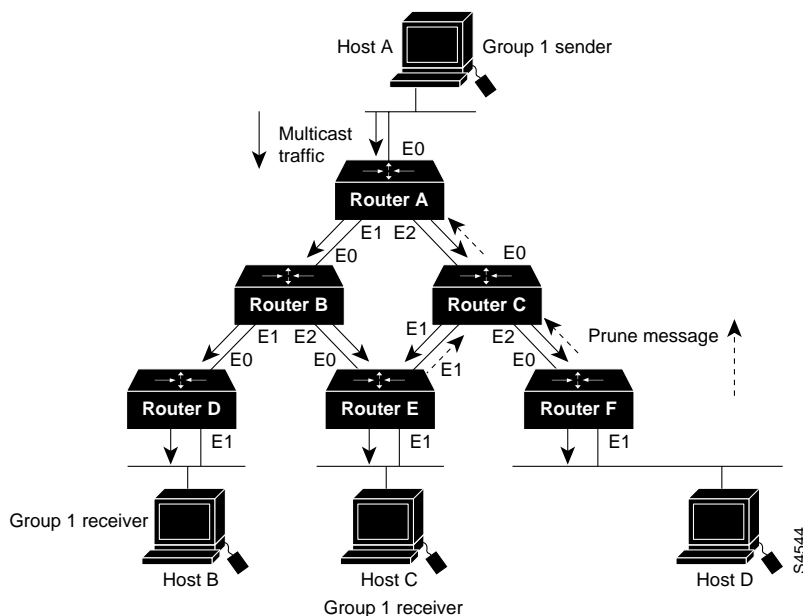 Host A
Group 1 sender
Multicast
traffic
E0
Router A
E1
E2
E0
E0
Router B
Router C
E1
E2
E1
E2
Prune message
E0
E0
E1
E0
Router D
Router E
Router F
E1
E1
E1
Group 1 receiver
Host B
Host C
Host D
Group 1 receiver
S4544